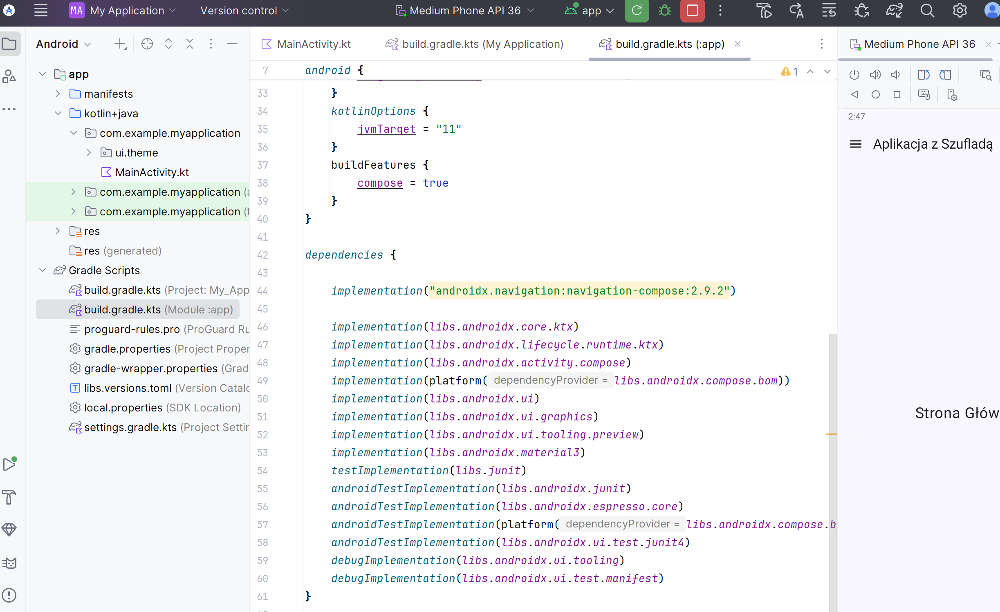 MA My Application
Version control
Medium Phone API 36
app
Android
app
manifests
kotlin+java
com.example.myapplication
ui.theme
MainActivity.kt
com.example.myapplication
com.example.myapplication
res
res (generated)
Gradle Scripts
build.gradle.kts (Project: My_App
build.gradle.kts (Module :app)
proguard-rules.pro (ProGuard Ru
gradle.properties (Project Proper
gradle-wrapper.properties (Grad
libs.versions.toml (Version Catalo
local.properties (SDK Location)
settings.gradle.kts (Project Settin
MainActivity.kt
build.gradle.kts (My Application)
build.gradle.kts (:app)
7 android {
1
33 }
34 kotlinOptions {
35 jvmTarget = "11"
36 }
37 buildFeatures {
38 compose = true
39 }
40 }
41
42 dependencies {
43
44 implementation("androidx.navigation:navigation-compose:2.9.2")
45
46 implementation(libs.androidx.core.ktx)
47 implementation(libs.androidx.lifecycle.runtime.ktx)
48 implementation(libs.androidx.activity.compose)
49 implementation(platform( dependencyProvider = libs.androidx.compose.bom))
50 implementation(libs.androidx.ui)
51 implementation(libs.androidx.ui.graphics)
52 implementation(libs.androidx.ui.tooling.preview)
53 implementation(libs.androidx.material3)
54 testImplementation(libs.junit)
55 androidTestImplementation(libs.androidx.junit)
56 androidTestImplementation(libs.androidx.espresso.core)
57 androidTestImplementation(platform( dependencyProvider = libs.androidx.compose.b
58 androidTestImplementation(libs.androidx.ui.test.junit4)
59 debugImplementation(libs.androidx.ui.tooling)
60 debugImplementation(libs.androidx.ui.test.manifest)
61 }
Medium Phone API 36
2:47
Aplikacja z Szufladą
Strona Głów